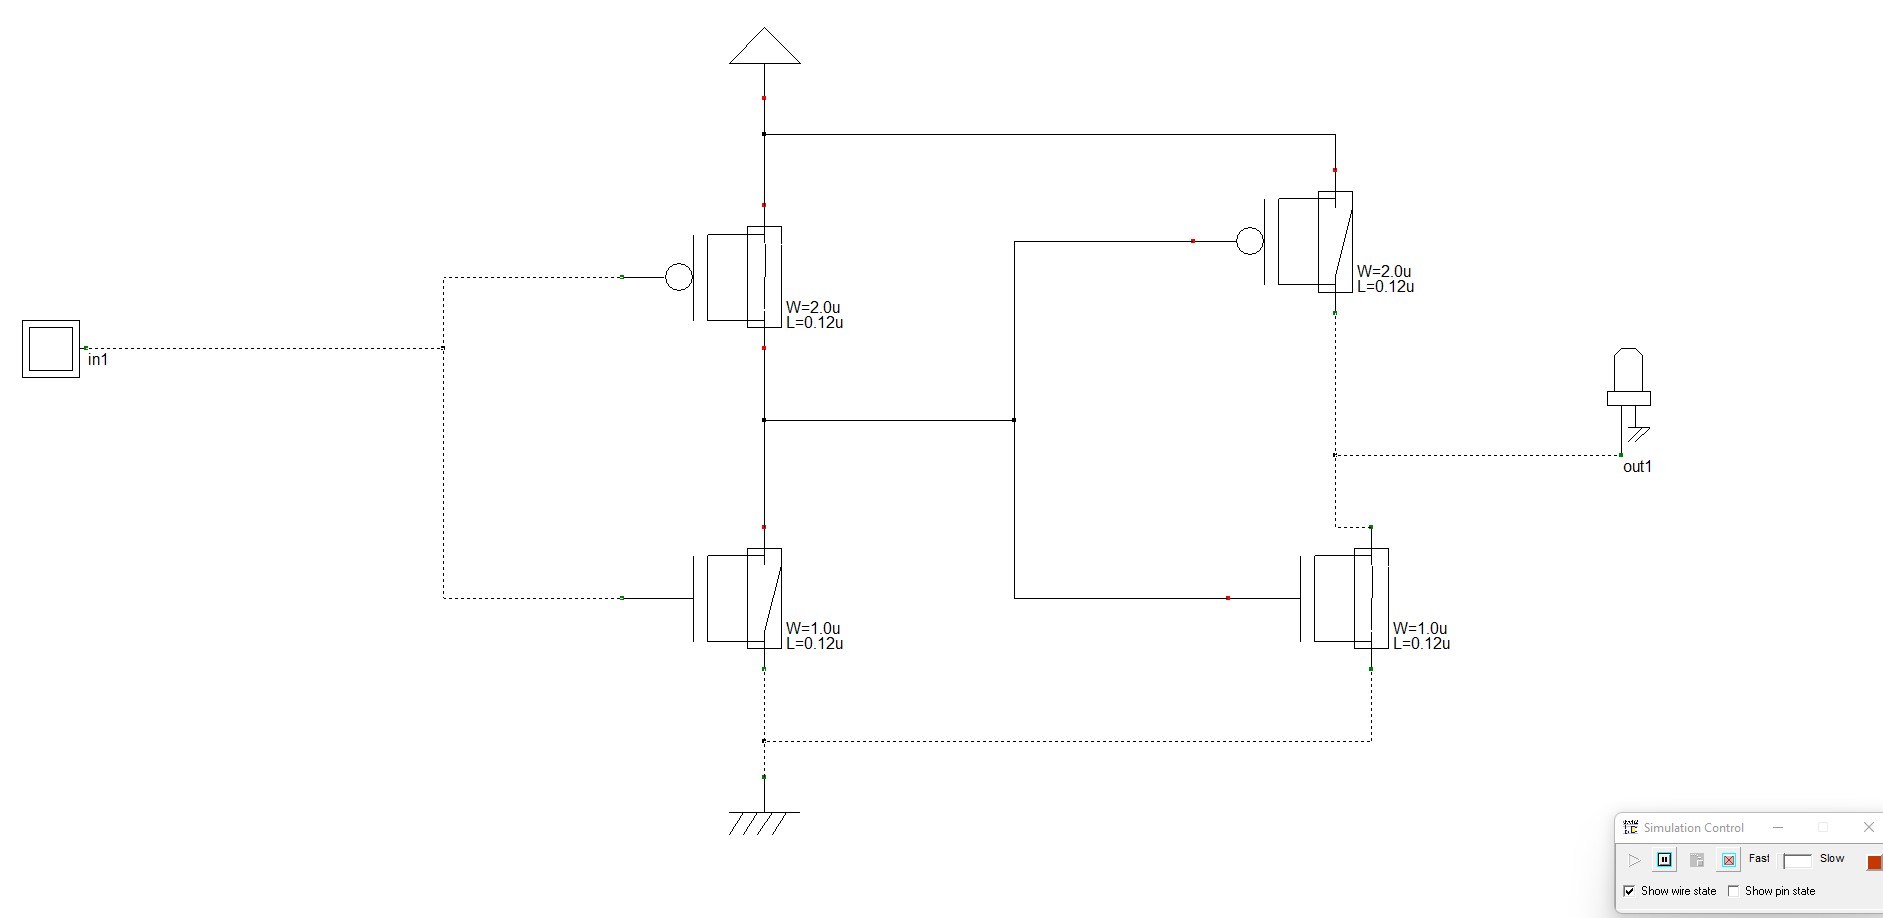 W=2.0u
L=0.12u
W=2.0u
L=0.12u
in1
out1
W=1.0u
L=0.12u
W=1.0u
L=0.12u
Simulation Control
Fast
Slow
Show wire state
Show pin state